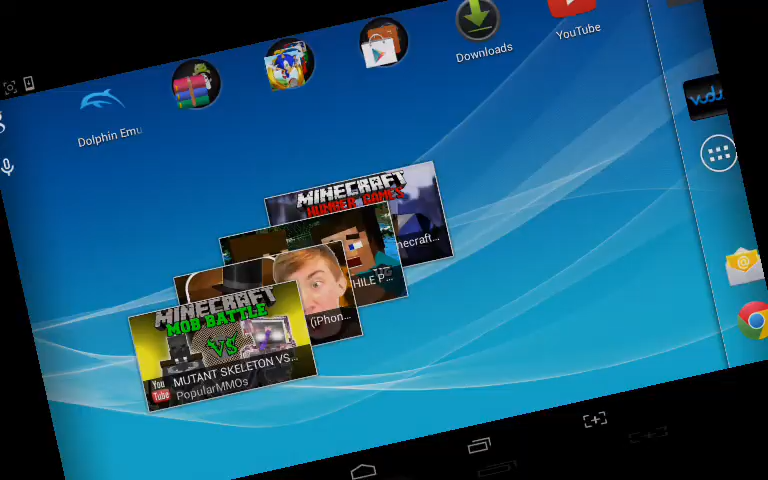 Dolphin Emu
Downloads
YouTube
vudu
MINECRAFT
HUNGER GAMES
necraft...
HILE P...
(iPhon...
MINECRAFT
MOB BATTLE
VS
You
Tube
MUTANT SKELETON VS...
PopularMMOs
@